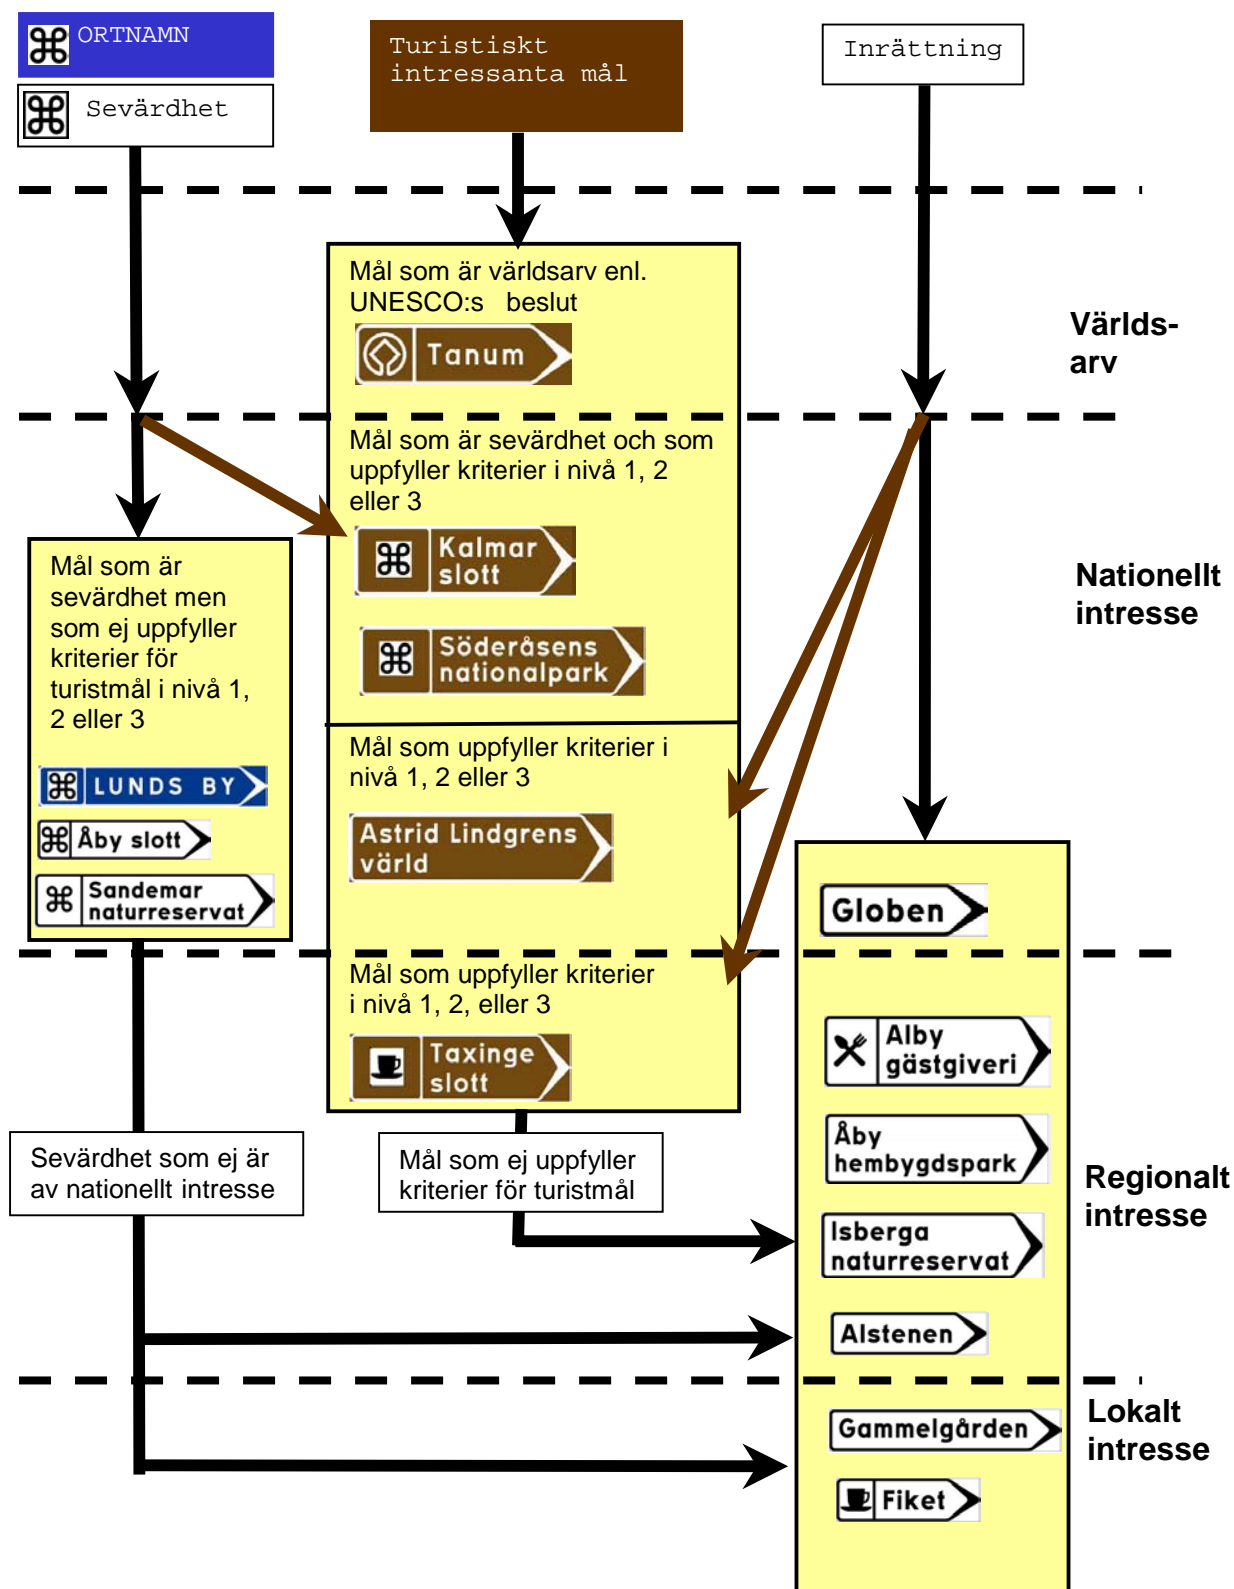 ORTNAMN
Sevärdhet
Turistiskt
intressanta mål
Inrättning
Mål som är världsarv enl.
UNESCO:s beslut
Tanum
Världs-
arv
Mål som är sevärdhet och som
uppfyller kriterier i nivå 1, 2
eller 3
Kalmar
slott
Söderåsens
nationalpark
Mål som är
sevärdhet men
som ej uppfyller
kriterier för
turistmål i nivå 1,
2 eller 3
LUNDS BY
Åby slott
Sandemar
naturreservat
Nationellt
intresse
Mål som uppfyller kriterier i
nivå 1, 2 eller 3
Astrid Lindgrens
värld
Globen
Mål som uppfyller kriterier
i nivå 1, 2, eller 3
Taxinge
slott
Alby
gästgiveri
Åby
hembygdspark
Isberga
naturreservat
Alstenen
Sevärdhet som ej är
av nationellt intresse
Mål som ej uppfyller
kriterier för turistmål
Regionalt
intresse
Gammelgården
Fiket
Lokalt
intresse